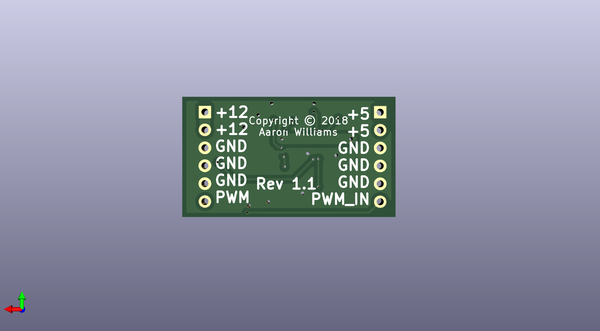 +12
+12
GND
GND
GND
PWM
Copyright © 2018
Aaron Williams
Rev 1.1
+5
+5
GND
GND
GND
PWM_IN